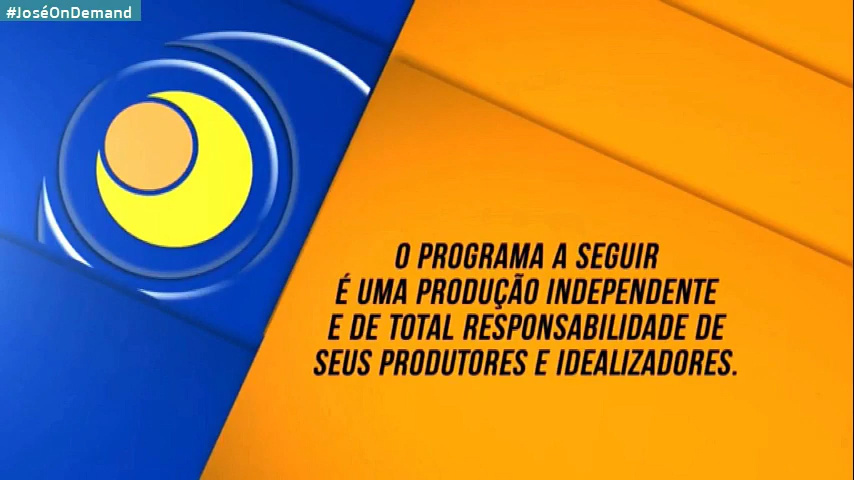 #JoséOnDemand
O PROGRAMA A SEGUIR
É UMA PRODUÇÃO INDEPENDENTE
E DE TOTAL RESPONSABILIDADE DE
SEUS PRODUTORES E IDEALIZADORES.